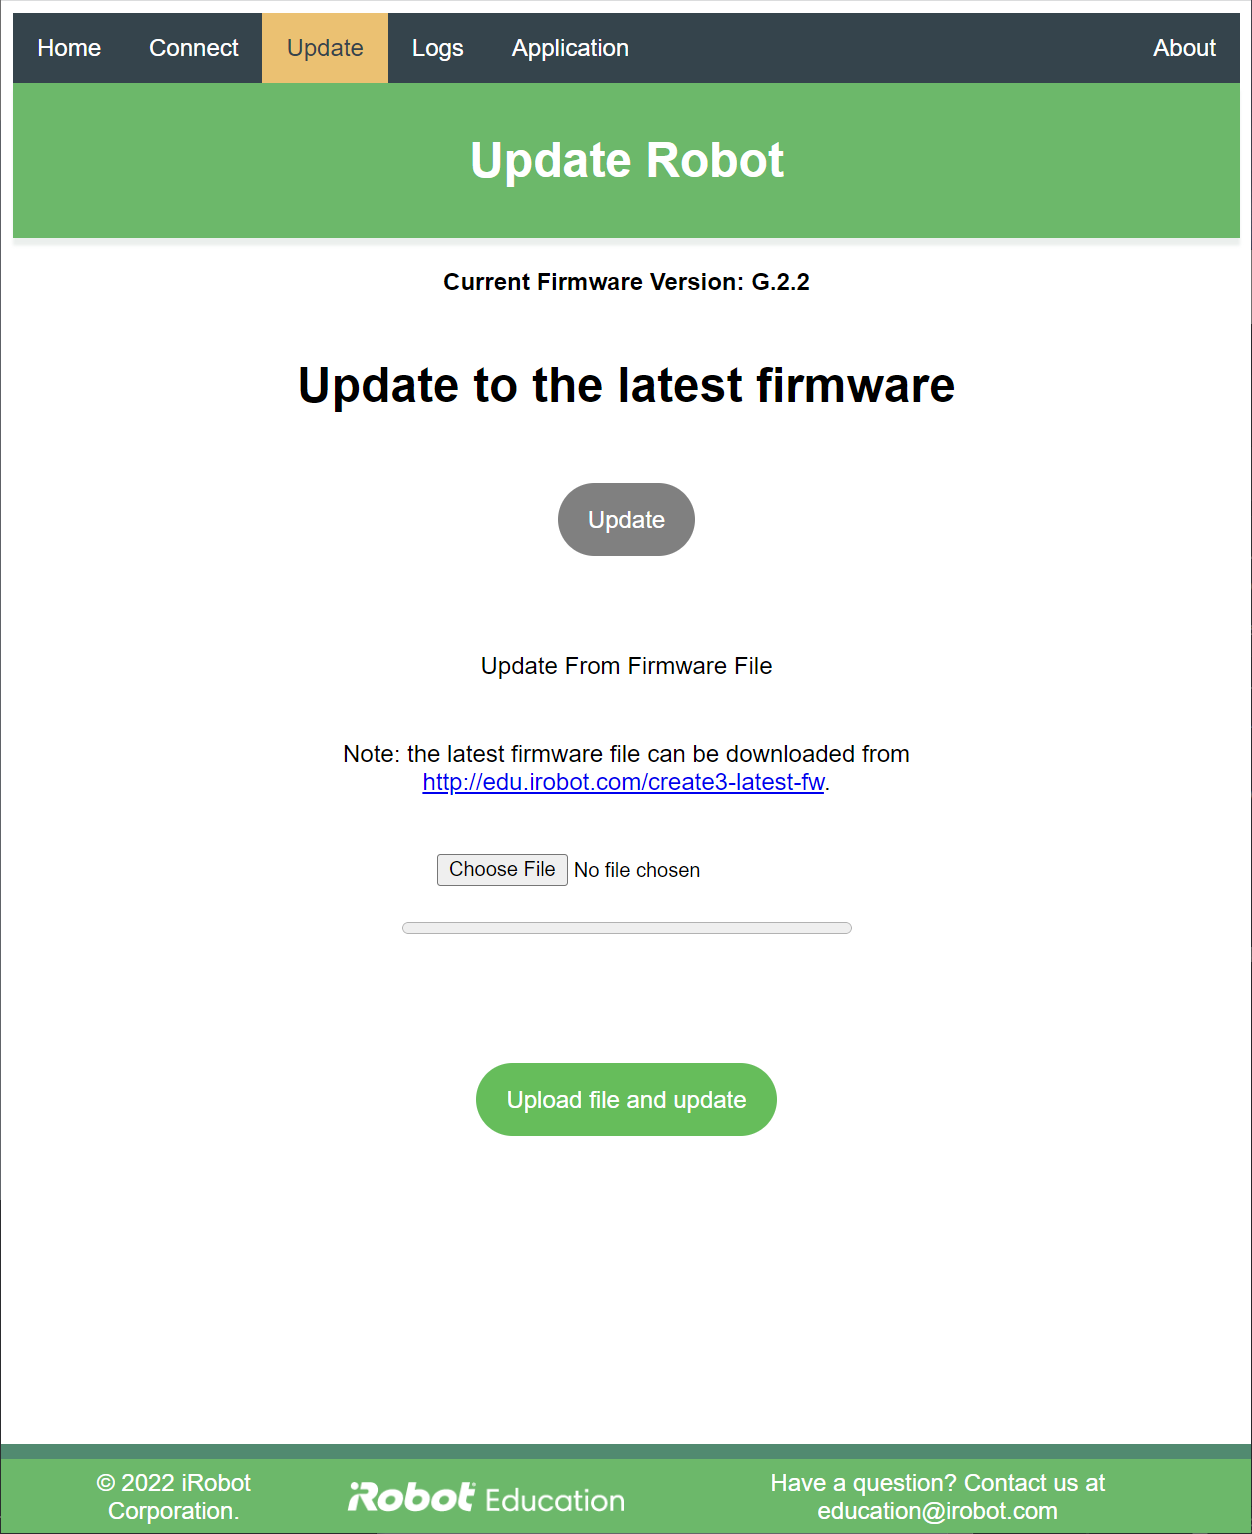 Home Connect Update Logs Application About
Update Robot
Current Firmware Version: G.2.2
Update to the latest firmware
Update
Update From Firmware File
Note: the latest firmware file can be downloaded from
http://edu.irobot.com/create3-latest-fw.
Choose File No file chosen
Upload file and update
© 2022 iRobot
Corporation.
iRobot Education
Have a question? Contact us at
education@irobot.com